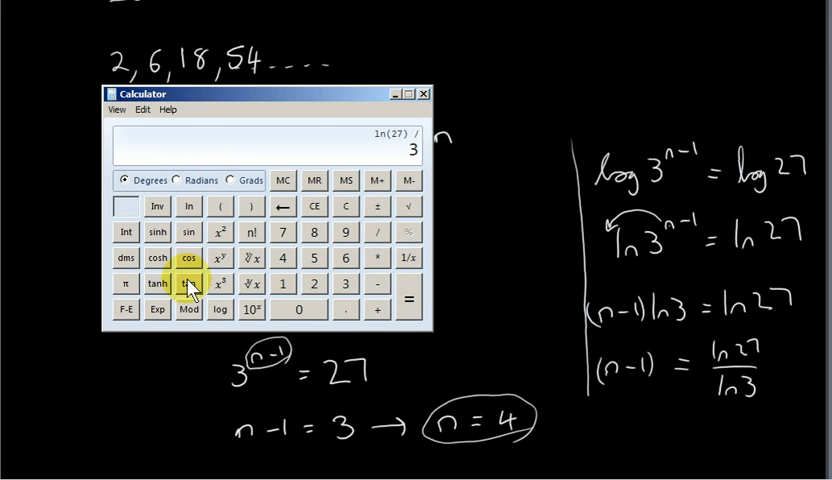 2, 6, 18, 54 .....
Calculator
View Edit Help
ln(27) /
3
Degrees Radians Grads MC MR MS M+ M-
Inv ln ( ) ← CE C ± √
Int sinh sin x² n! 7 8 9 / %
dms cosh cos xʸ ʸ√x 4 5 6 * 1/x
π tanh x³ ³√x 1 2 3 - =
F-E Exp Mod log 10ˣ 0 . +
n
3^(n-1) = 27
n-1 = 3 → n = 4
log 3^(n-1) = log 27
ln 3^(n-1) = ln 27
(n-1) ln 3 = ln 27
(n-1) = ln 27 / ln 3